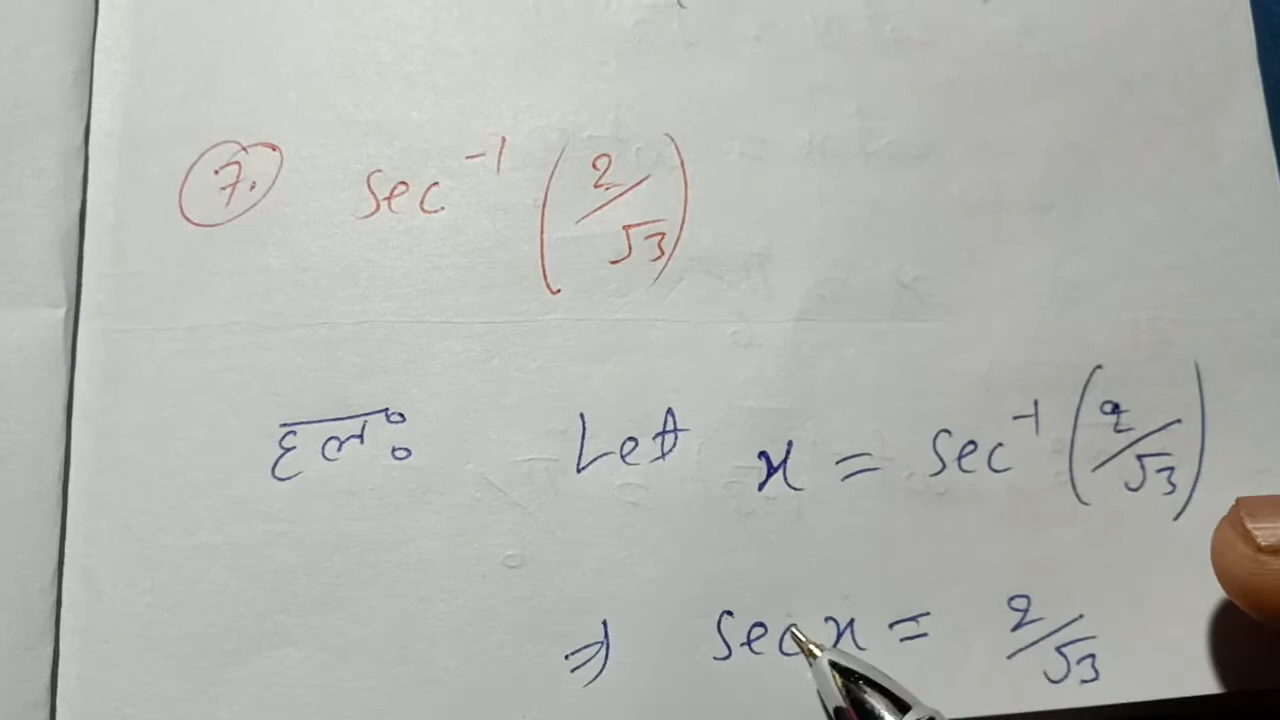 7. sec⁻¹ (2/√3)
हल: Let x = sec⁻¹ (2/√3)
⇒ sec x = 2/√3